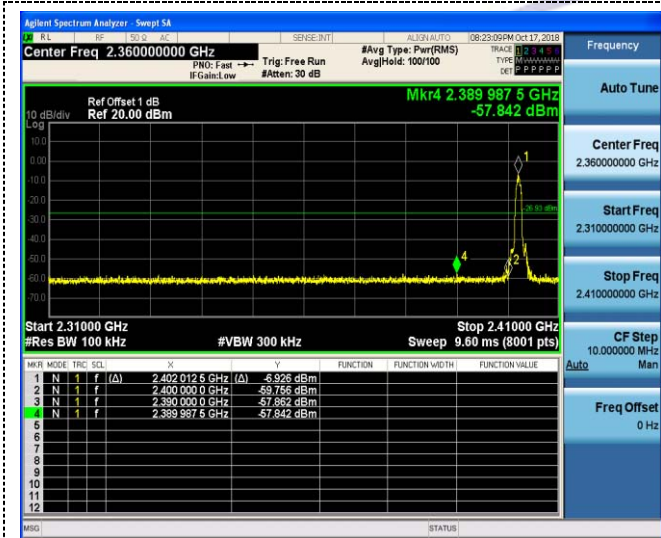 Agilent Spectrum Analyzer - Swept SA
RL RF 50 Ω AC SENSE:INT ALIGN AUTO 08:23:09PM Oct 17, 2018
Center Freq 2.360000000 GHz #Avg Type: Pwr(RMS) TRACE 1 2 3 4 5 6
PNO: Fast Trig: Free Run Avg|Hold: 100/100 TYPE M
IFGain:Low #Atten: 30 dB DET P P P P P P
Mkr4 2.389 987 5 GHz
-57.842 dBm
Ref Offset 1 dB
10 dB/div Ref 20.00 dBm
Log
10.0
0.00
-10.0
-20.0
-30.0
-40.0
-50.0
-60.0
-70.0
1
-26.93 dBm
4
2
Start 2.31000 GHz Stop 2.41000 GHz
#Res BW 100 kHz #VBW 300 kHz Sweep 9.60 ms (8001 pts)
MKR MODE TRC SCL X Y FUNCTION FUNCTION WIDTH FUNCTION VALUE
1 N 1 f (Δ) 2.402 012 5 GHz (Δ) -6.926 dBm
2 N 1 f 2.400 000 0 GHz -59.756 dBm
3 N 1 f 2.390 000 0 GHz -57.862 dBm
4 N 1 f 2.389 987 5 GHz -57.842 dBm
5
6
7
8
9
10
11
12
MSG STATUS
Frequency
Auto Tune
Center Freq
2.360000000 GHz
Start Freq
2.310000000 GHz
Stop Freq
2.410000000 GHz
CF Step
10.000000 MHz
Auto Man
Freq Offset
0 Hz